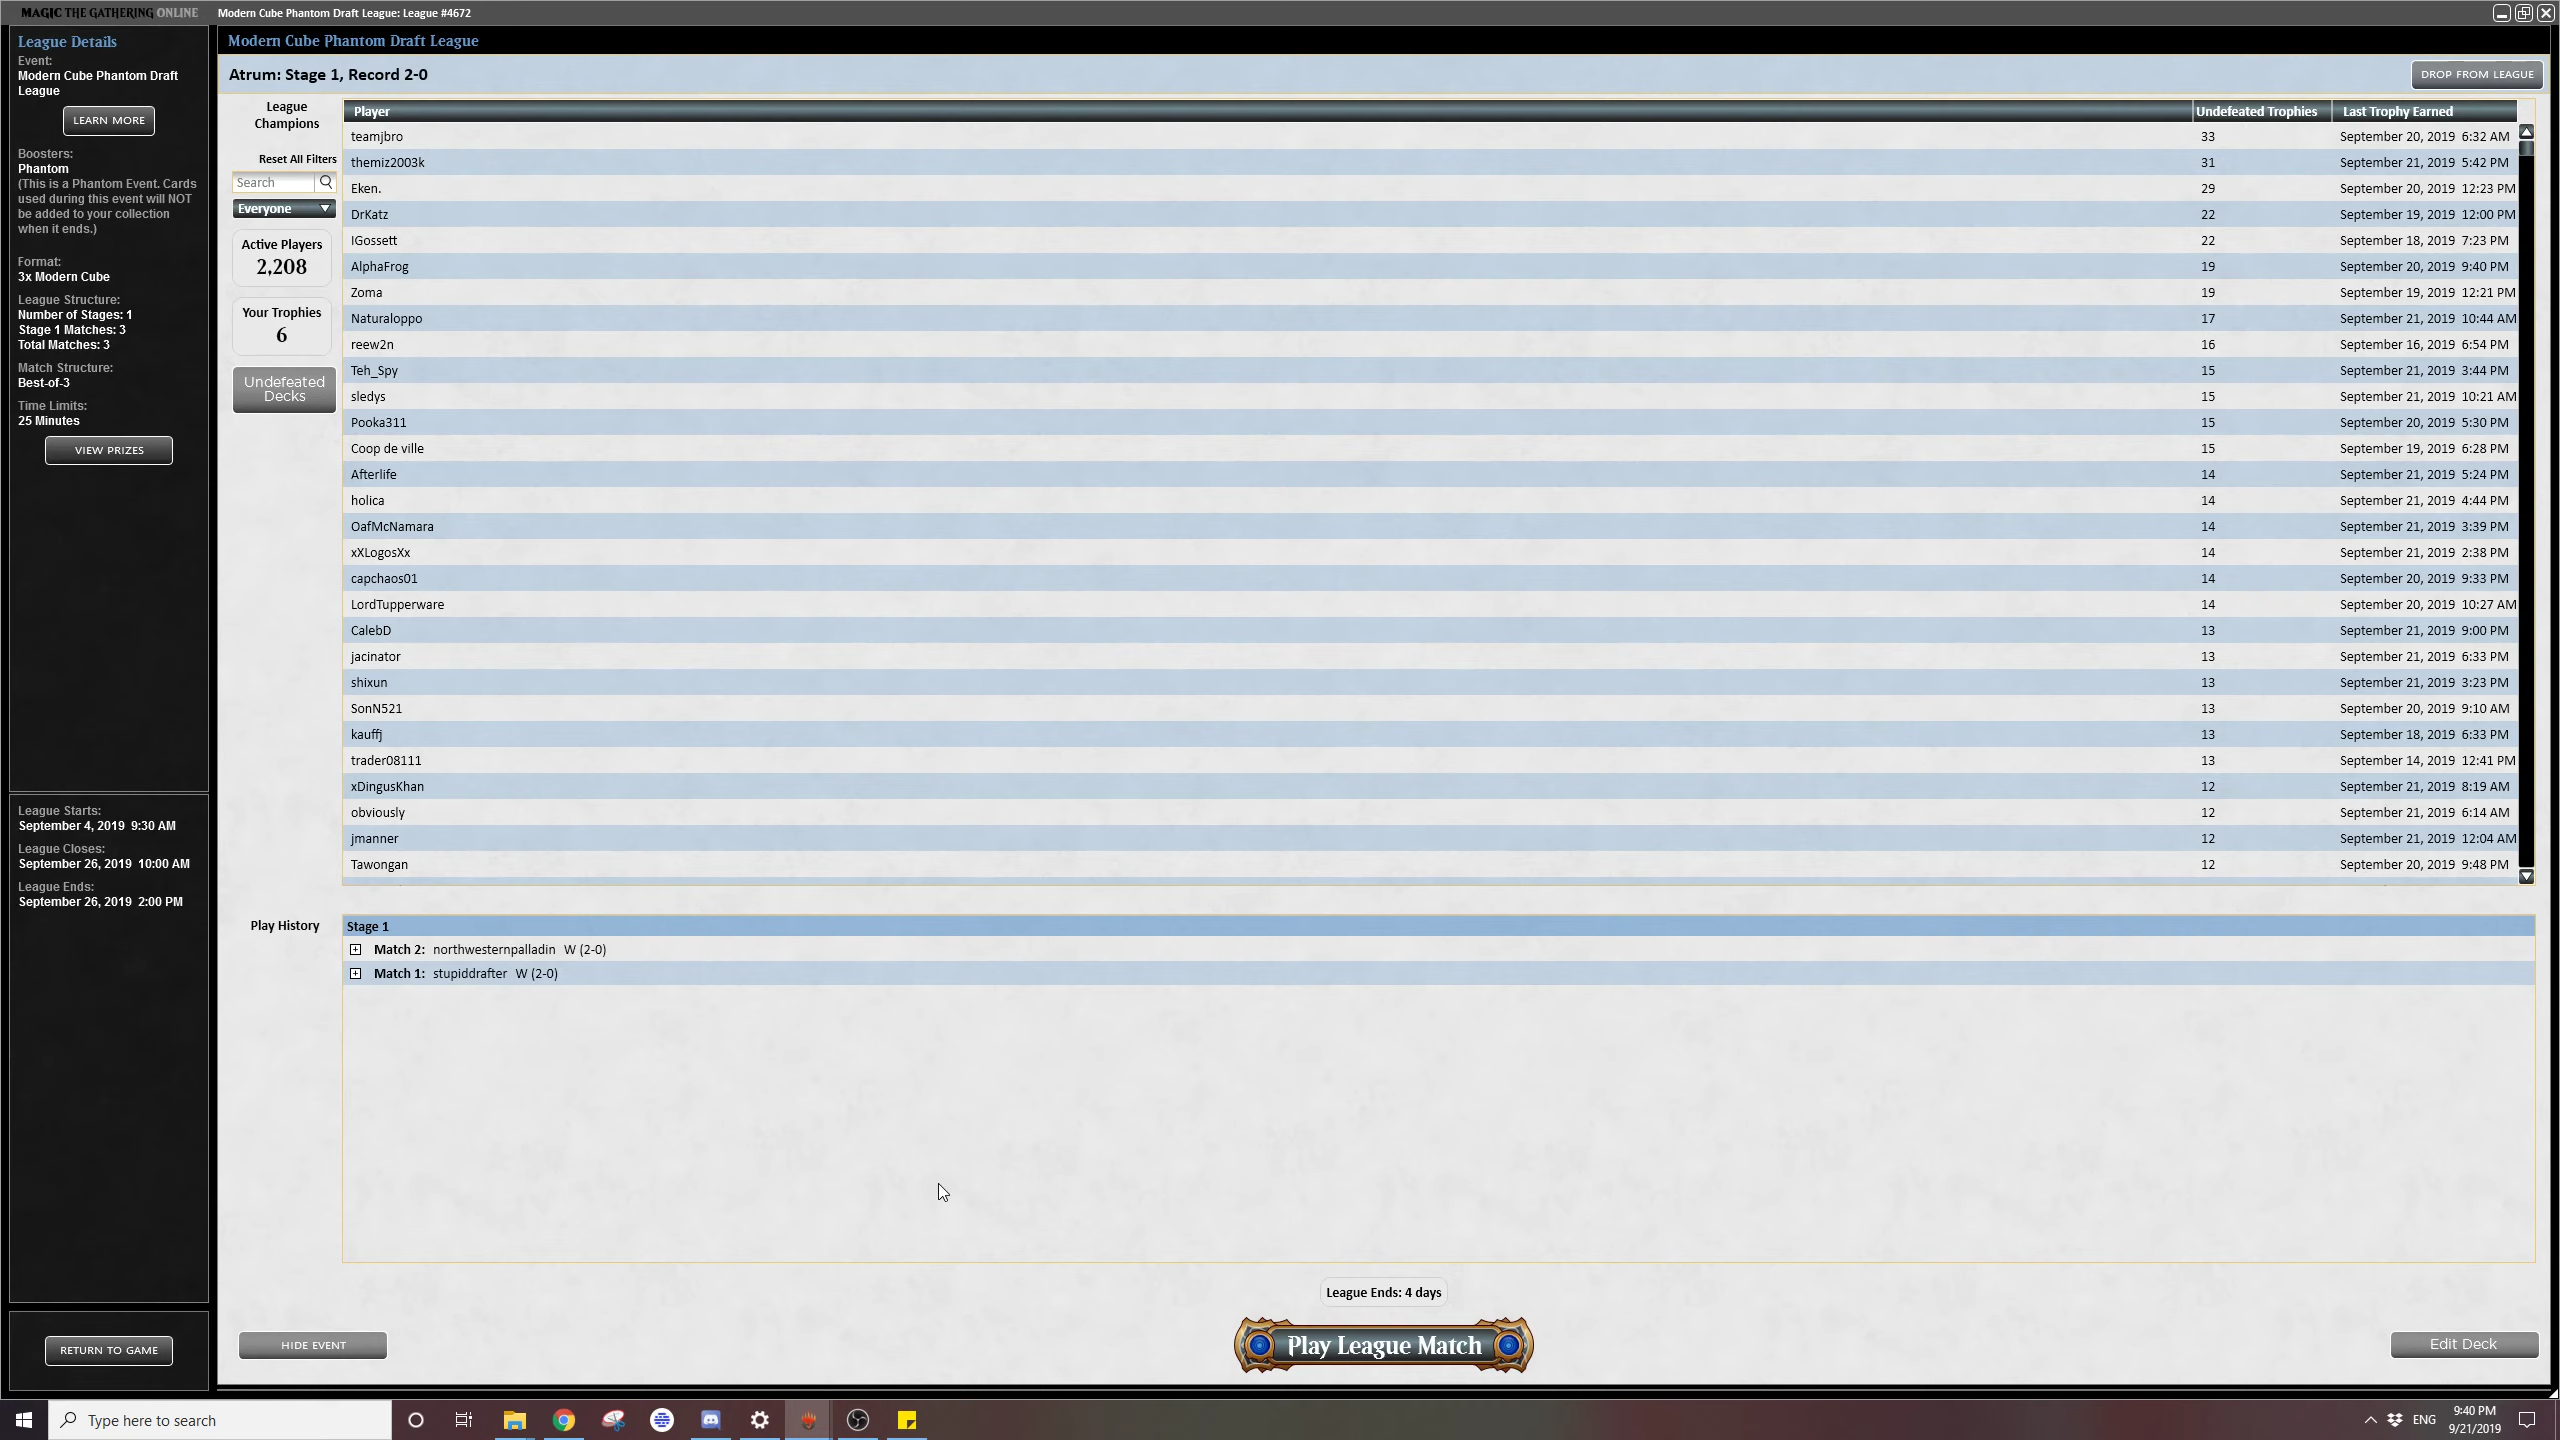 MAGIC THE GATHERING ONLINE
Modern Cube Phantom Draft League: League #4672
League Details
Event:
Modern Cube Phantom Draft
League
LEARN MORE
Boosters:
Phantom
(This is a Phantom Event. Cards
used during this event will NOT
be added to your collection
when it ends.)
Format:
3x Modern Cube
League Structure:
Number of Stages: 1
Stage 1 Matches: 3
Total Matches: 3
Match Structure:
Best-of-3
Time Limits:
25 Minutes
VIEW PRIZES
League Starts:
September 4, 2019 9:30 AM
League Closes:
September 26, 2019 10:00 AM
League Ends:
September 26, 2019 2:00 PM
RETURN TO GAME
Modern Cube Phantom Draft League
Atrum: Stage 1, Record 2-0
DROP FROM LEAGUE
League
Champions
Reset All Filters
Search
Everyone
Active Players
2,208
Your Trophies
6
Undefeated
Decks
Player Undefeated Trophies Last Trophy Earned
teamjbro 33 September 20, 2019 6:32 AM
themiz2003k 31 September 21, 2019 5:42 PM
Eken. 29 September 20, 2019 12:23 PM
DrKatz 22 September 19, 2019 12:00 PM
IGossett 22 September 18, 2019 7:23 PM
AlphaFrog 19 September 20, 2019 9:40 PM
Zoma 19 September 19, 2019 12:21 PM
Naturaloppo 17 September 21, 2019 10:44 AM
reew2n 16 September 16, 2019 6:54 PM
Teh_Spy 15 September 21, 2019 3:44 PM
sledys 15 September 21, 2019 10:21 AM
Pooka311 15 September 20, 2019 5:30 PM
Coop de ville 15 September 19, 2019 6:28 PM
Afterlife 14 September 21, 2019 5:24 PM
holica 14 September 21, 2019 4:44 PM
OafMcNamara 14 September 21, 2019 3:39 PM
xXLogosXx 14 September 21, 2019 2:38 PM
capchaos01 14 September 20, 2019 9:33 PM
LordTupperware 14 September 20, 2019 10:27 AM
CalebD 13 September 21, 2019 9:00 PM
jacinator 13 September 21, 2019 6:33 PM
shixun 13 September 21, 2019 3:23 PM
SonN521 13 September 20, 2019 9:10 AM
kauffj 13 September 18, 2019 6:33 PM
trader08111 13 September 14, 2019 12:41 PM
xDingusKhan 12 September 21, 2019 8:19 AM
obviously 12 September 21, 2019 6:14 AM
jmanner 12 September 21, 2019 12:04 AM
Tawongan 12 September 20, 2019 9:48 PM
Play History
Stage 1
Match 2: northwesternpalladin W (2-0)
Match 1: stupiddrafter W (2-0)
League Ends: 4 days
HIDE EVENT
Play League Match
Edit Deck
Type here to search
ENG
9:40 PM
9/21/2019